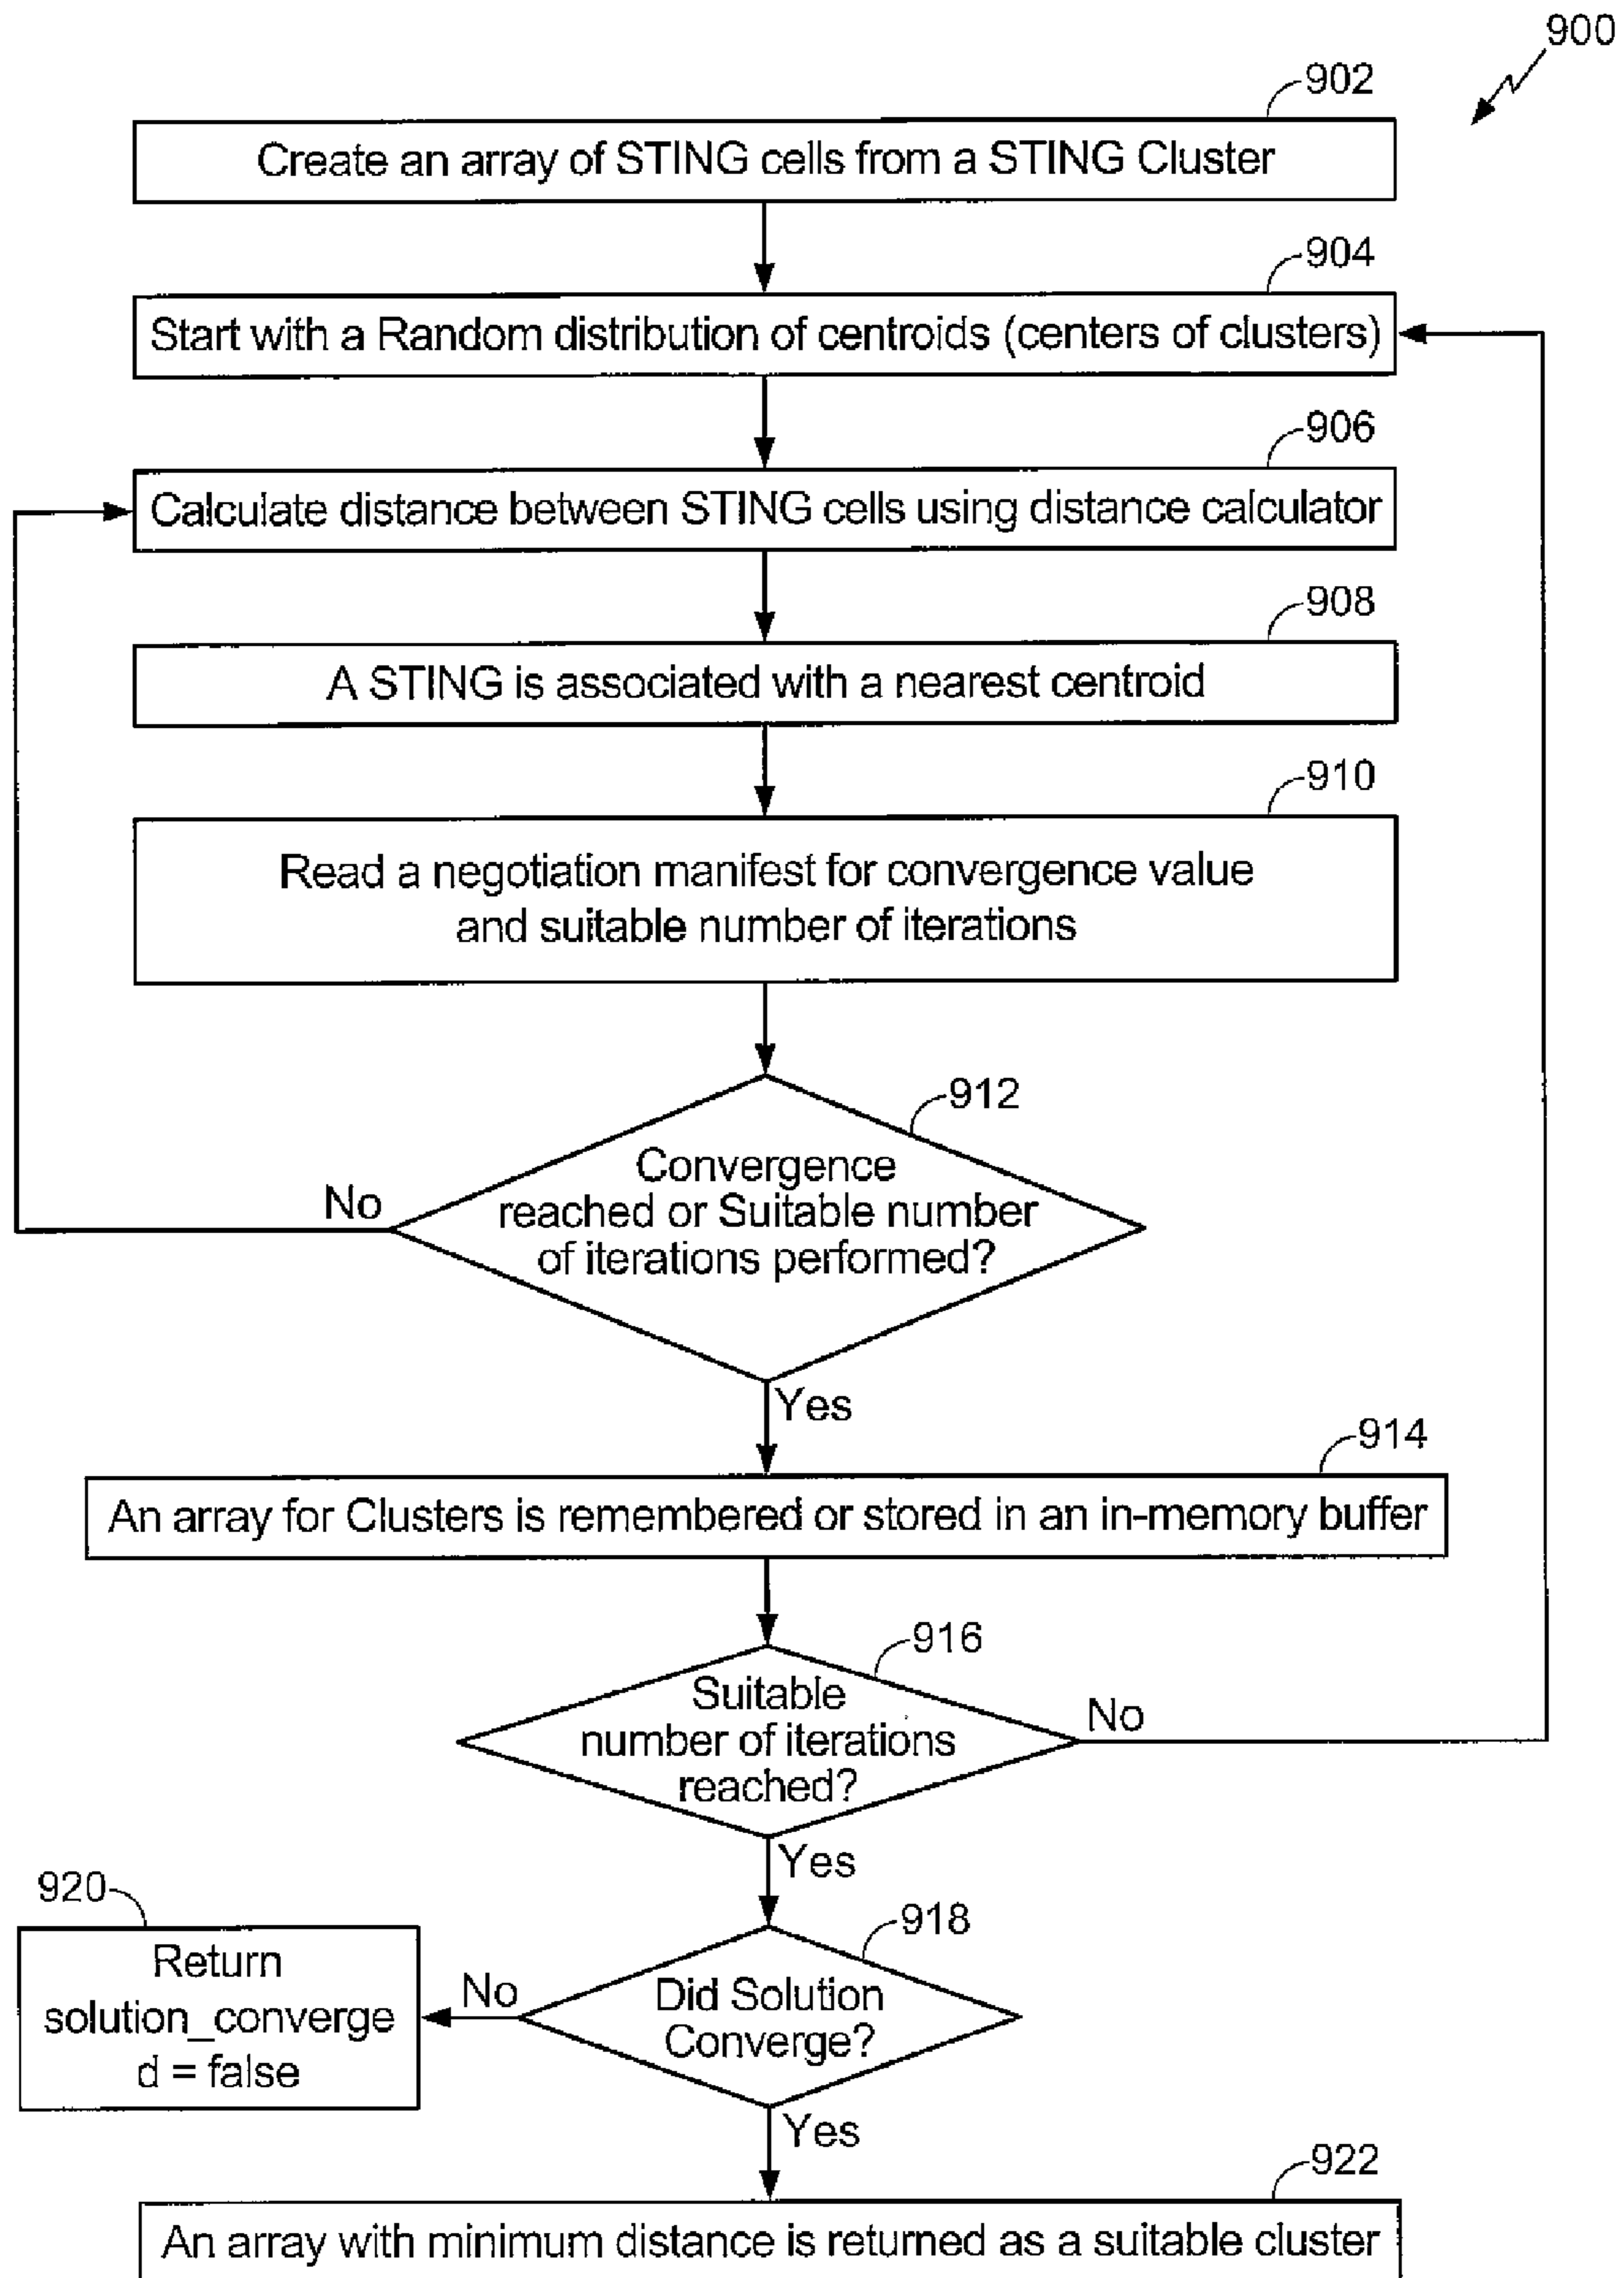 900
902
Create an array of STING cells from a STING Cluster
904
Start with a Random distribution of centroids (centers of clusters)
906
Calculate distance between STING cells using distance calculator
908
A STING is associated with a nearest centroid
910
Read a negotiation manifest for convergence value
and suitable number of iterations
912
Convergence
reached or Suitable number
of iterations performed?
No
Yes
914
An array for Clusters is remembered or stored in an in-memory buffer
916
Suitable
number of iterations
reached?
No
Yes
918
Did Solution
Converge?
No
920
Return
solution_converge
d = false
Yes
922
An array with minimum distance is returned as a suitable cluster